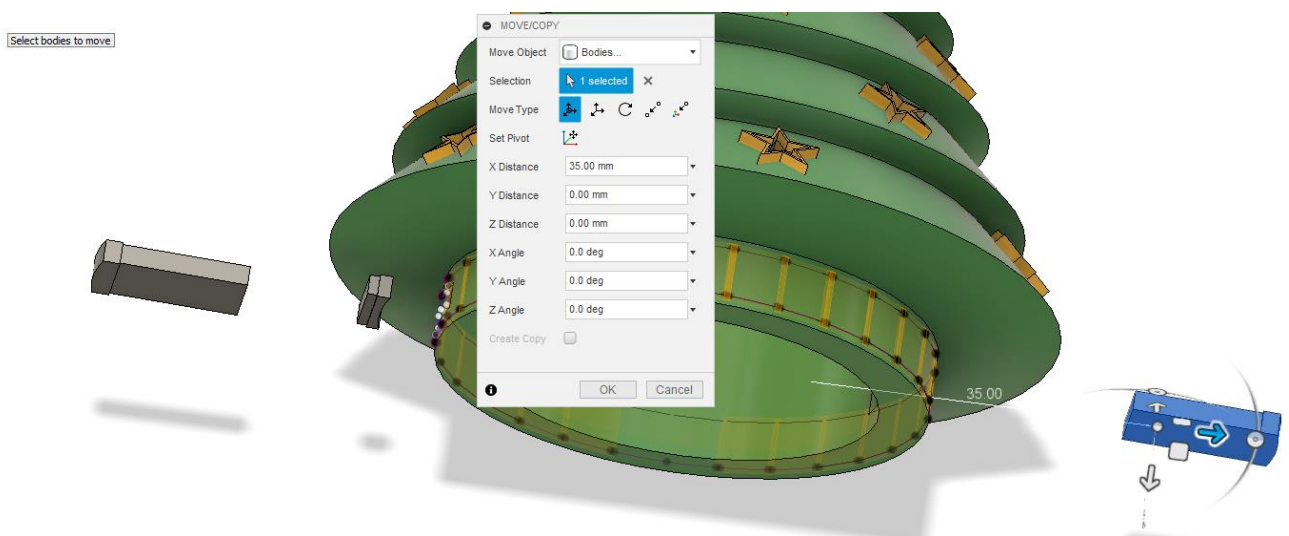 Select bodies to move
MOVE/COPY
Move Object Bodies...
Selection 1 selected
Move Type
Set Pivot
X Distance 35.00 mm
Y Distance 0.00 mm
Z Distance 0.00 mm
X Angle 0.0 deg
Y Angle 0.0 deg
Z Angle 0.0 deg
Create Copy
OK Cancel
35.00